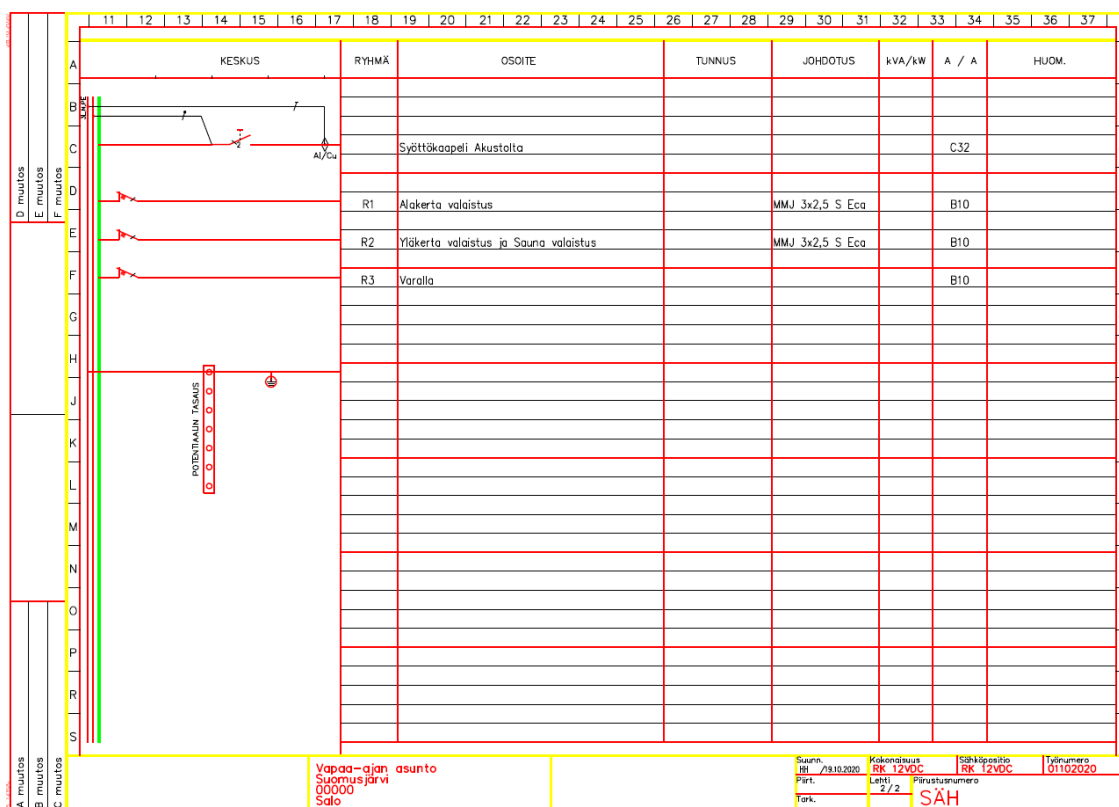 11 12 13 14 15 16 17 18 19 20 21 22 23 24 25 26 27 28 29 30 31 32 33 34 35 36 37
A KESKUS RYHMÄ OSOITE TUNNUS JOHDOTUS kVA/kW A / A HUOM.
B
C Al/Cu Syöttökaapeli Akustolta C32
D
R1 Alakerta valaistus MMJ 3x2,5 S Eca B10
E
R2 Yläkerta valaistus ja Sauna valaistus MMJ 3x2,5 S Eca B10
F
R3 Varalla B10
G
H
J
POTENTIAALIN TASAUS
K
L
M
N
O
P
R
S
D muutos
E muutos
F muutos
A muutos
B muutos
C muutos
Vapaa-ajan asunto
Suomusjärvi
00000
Salo
Suunn.
HH /19.10.2020
Piirt.
Tark.
Kokonaisuus
RK 12VDC
Sähköpositio
RK 12VDC
Työnumero
01102020
Lehti
2/2
Piirustusnumero
SÄH